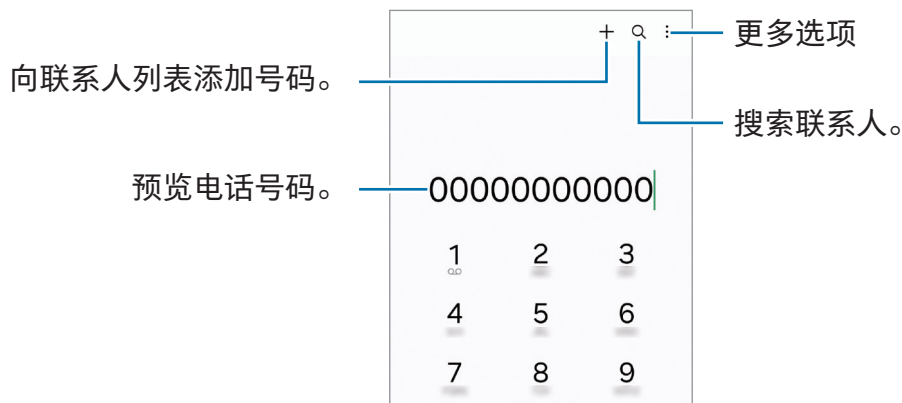 更多选项
向联系人列表添加号码。
搜索联系人。
预览电话号码。
00000000000
1 2 3
4 5 6
7 8 9